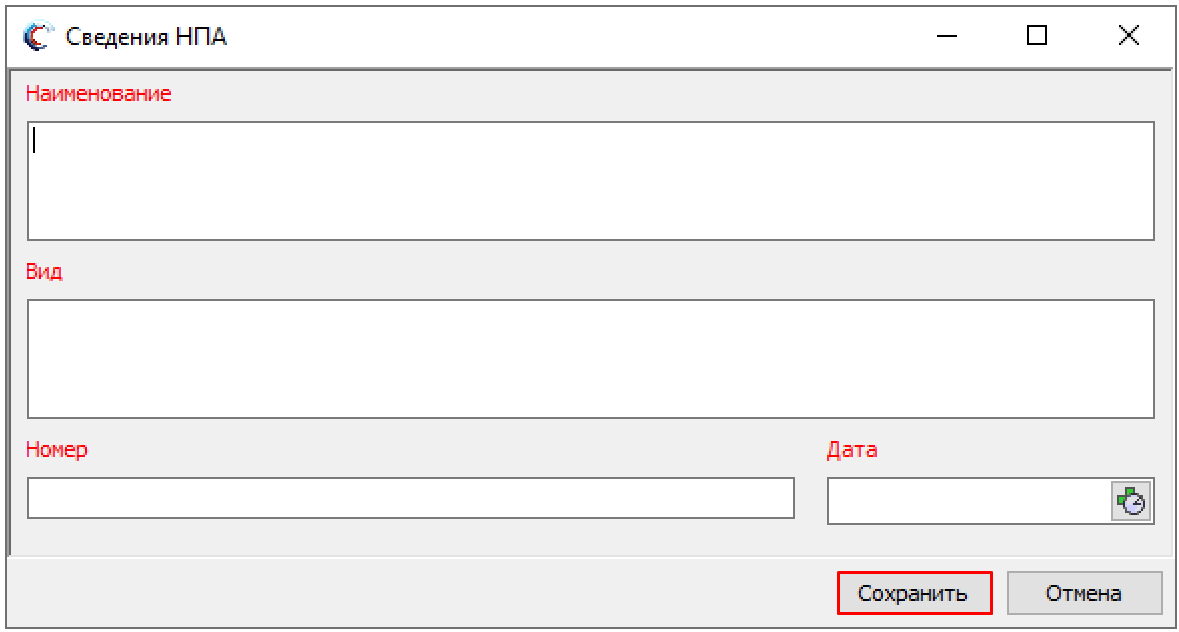 Сведения НПА
Наименование
Вид
Номер Дата
Сохранить Отмена